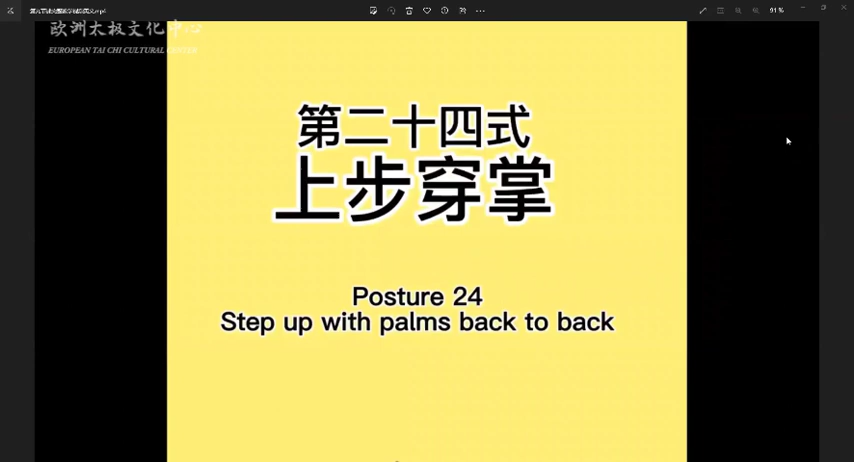 91%
欧洲太极文化中心
EUROPEAN TAI CHI CULTURAL CENTER
第二十四式
上步穿掌
Posture 24
Step up with palms back to back